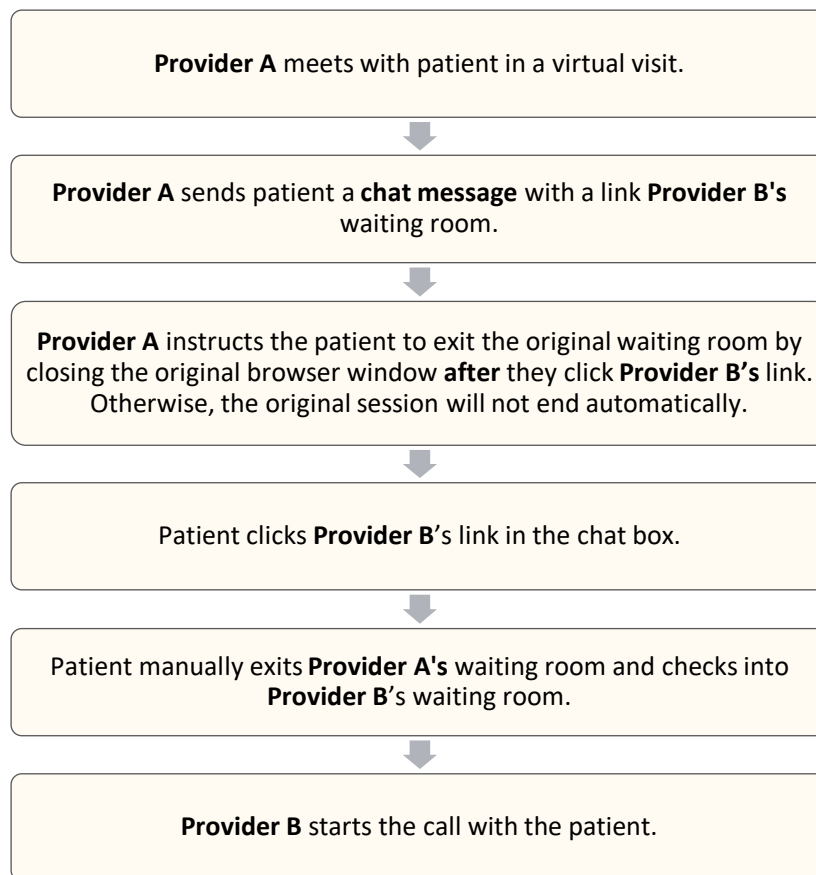 Provider A meets with patient in a virtual visit.
Provider A sends patient a chat message with a link Provider B's
waiting room.
Provider A instructs the patient to exit the original waiting room by
closing the original browser window after they click Provider B’s link.
Otherwise, the original session will not end automatically.
Patient clicks Provider B’s link in the chat box.
Patient manually exits Provider A's waiting room and checks into
Provider B’s waiting room.
Provider B starts the call with the patient.